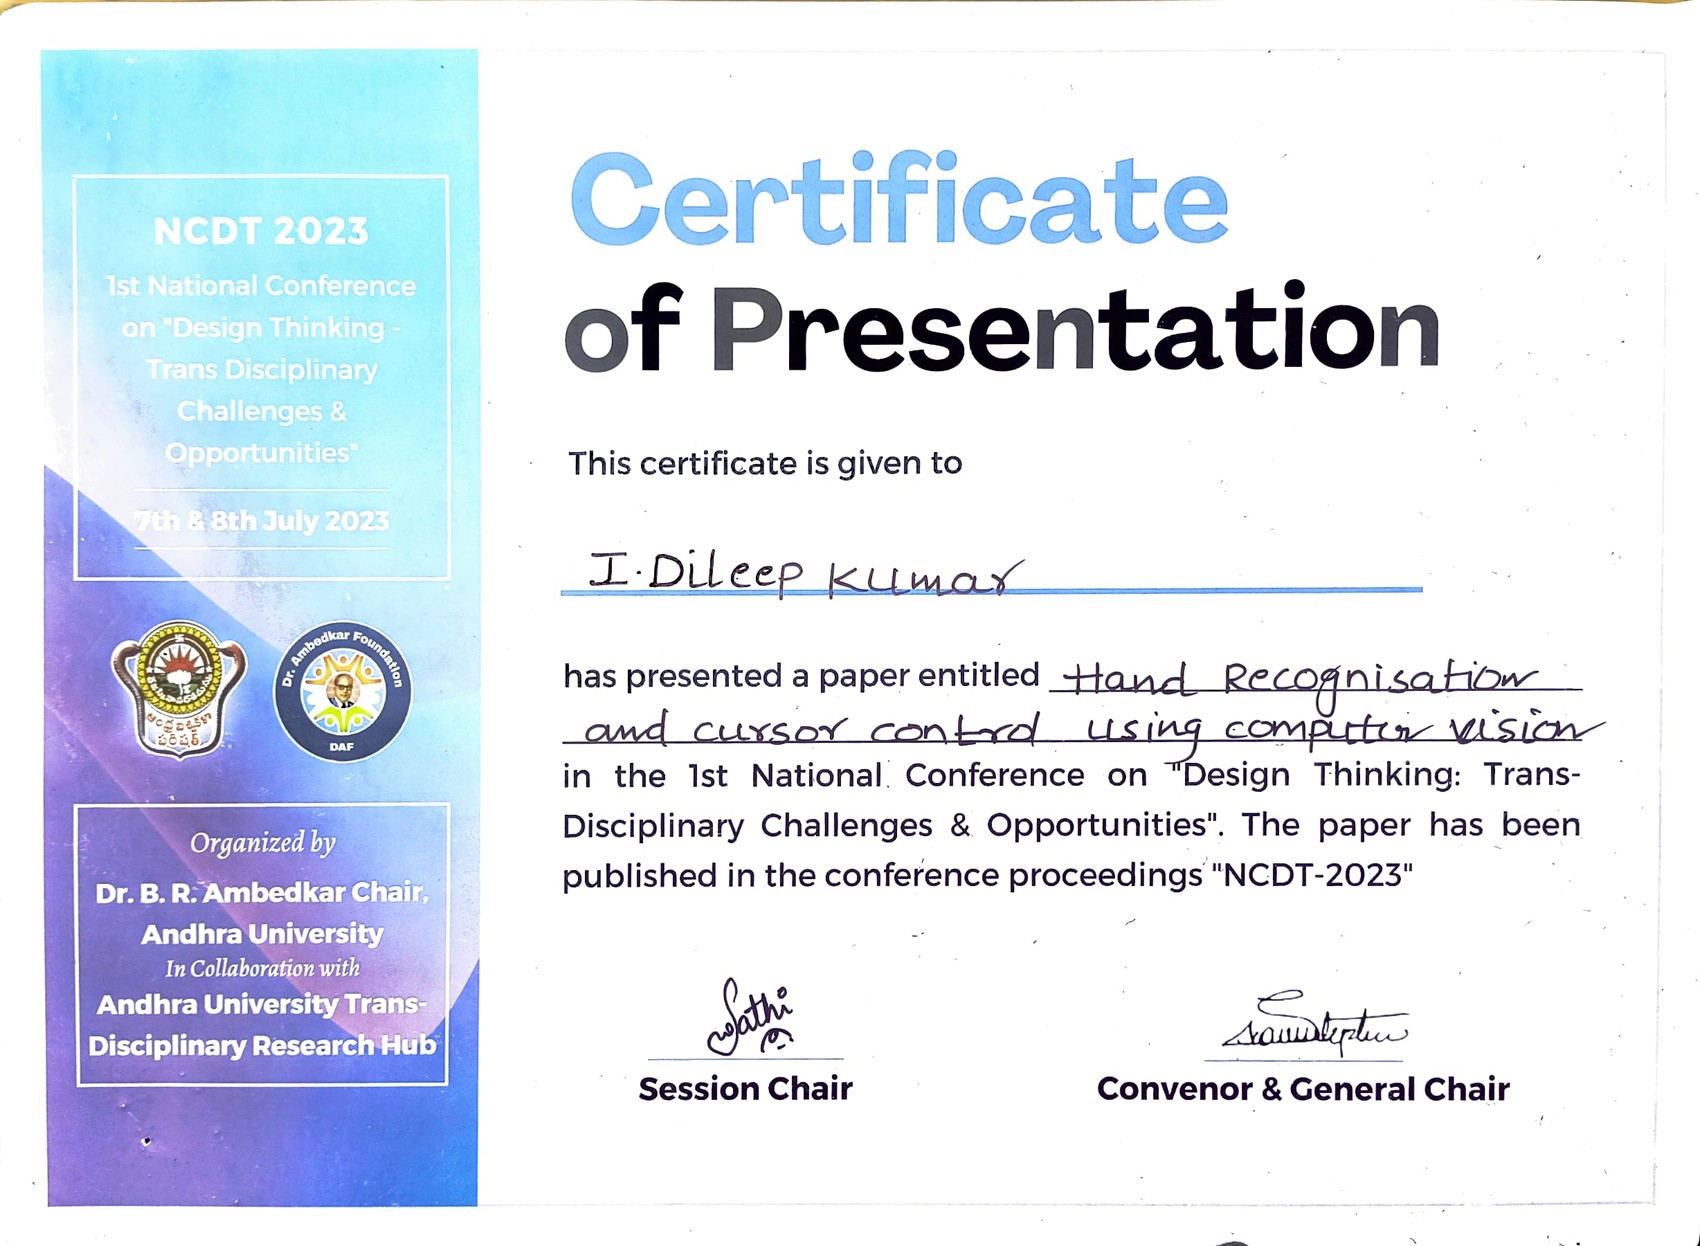 NCDT 2023
1st National Conference
on "Design Thinking -
Trans Disciplinary
Challenges &
Opportunities"
7th & 8th July 2023
Dr. Ambedkar Foundation
DAF
Organized by
Dr. B. R. Ambedkar Chair,
Andhra University
In Collaboration with
Andhra University Trans-
Disciplinary Research Hub
Certificate
of Presentation
This certificate is given to
I. Dileep Kumar
has presented a paper entitled Hand Recognisation
and cursor control using computer vision
in the 1st National Conference on "Design Thinking: Trans-
Disciplinary Challenges & Opportunities". The paper has been
published in the conference proceedings "NCDT-2023"
Session Chair
Convenor & General Chair